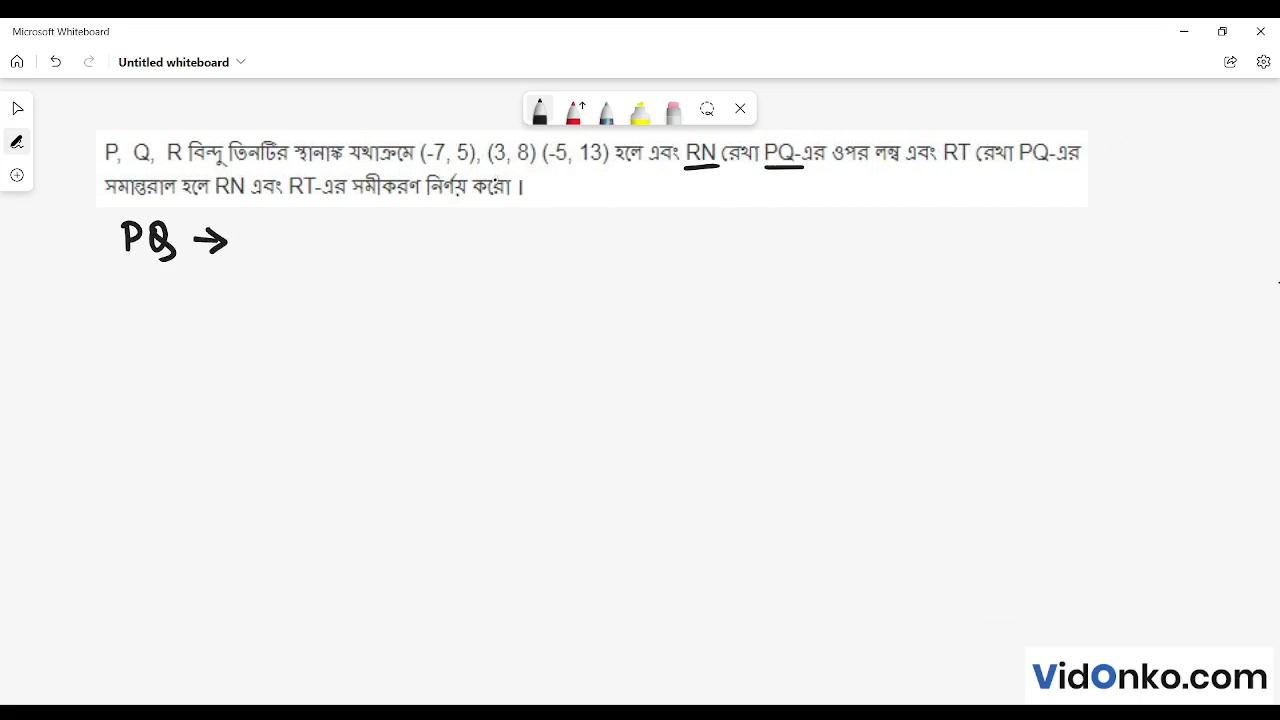 Microsoft Whiteboard
Untitled whiteboard
P, Q, R বিন্দু তিনটির স্থানাঙ্ক যথাক্রমে (-7, 5), (3, 8) (-5, 13) হলে এবং RN রেখা PQ-এর ওপর লম্ব এবং RT রেখা PQ-এর
সমান্তরাল হলে RN এবং RT-এর সমীকরণ নির্ণয় করো ।
PQ →
VidOnko.com